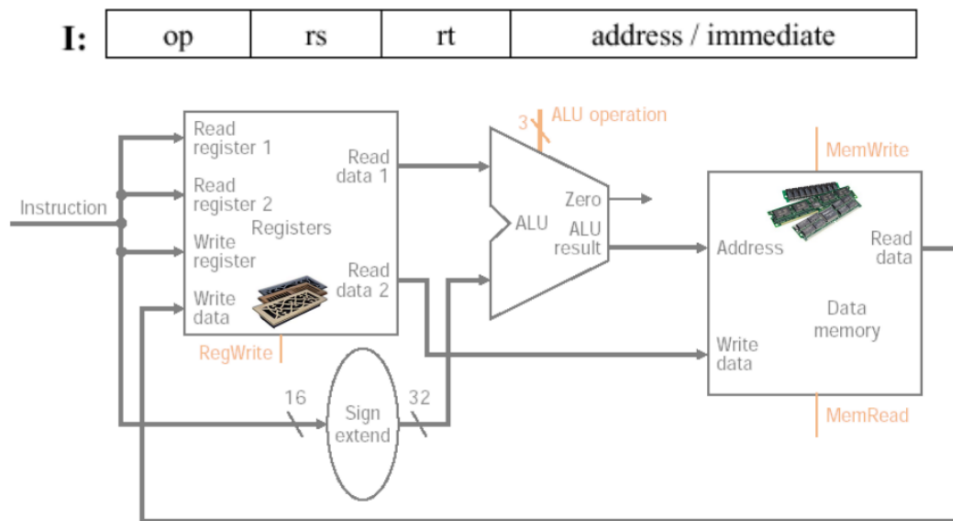 I: op rs rt address / immediate
3 ALU operation
Read
register 1
Read
data 1
MemWrite
Read
register 2
Instruction
Registers
Zero
ALU
ALU
result
Write
register
Address
Read
data
Read
data 2
Write
data
Data
memory
RegWrite
Write
data
16
32
Sign
extend
MemRead